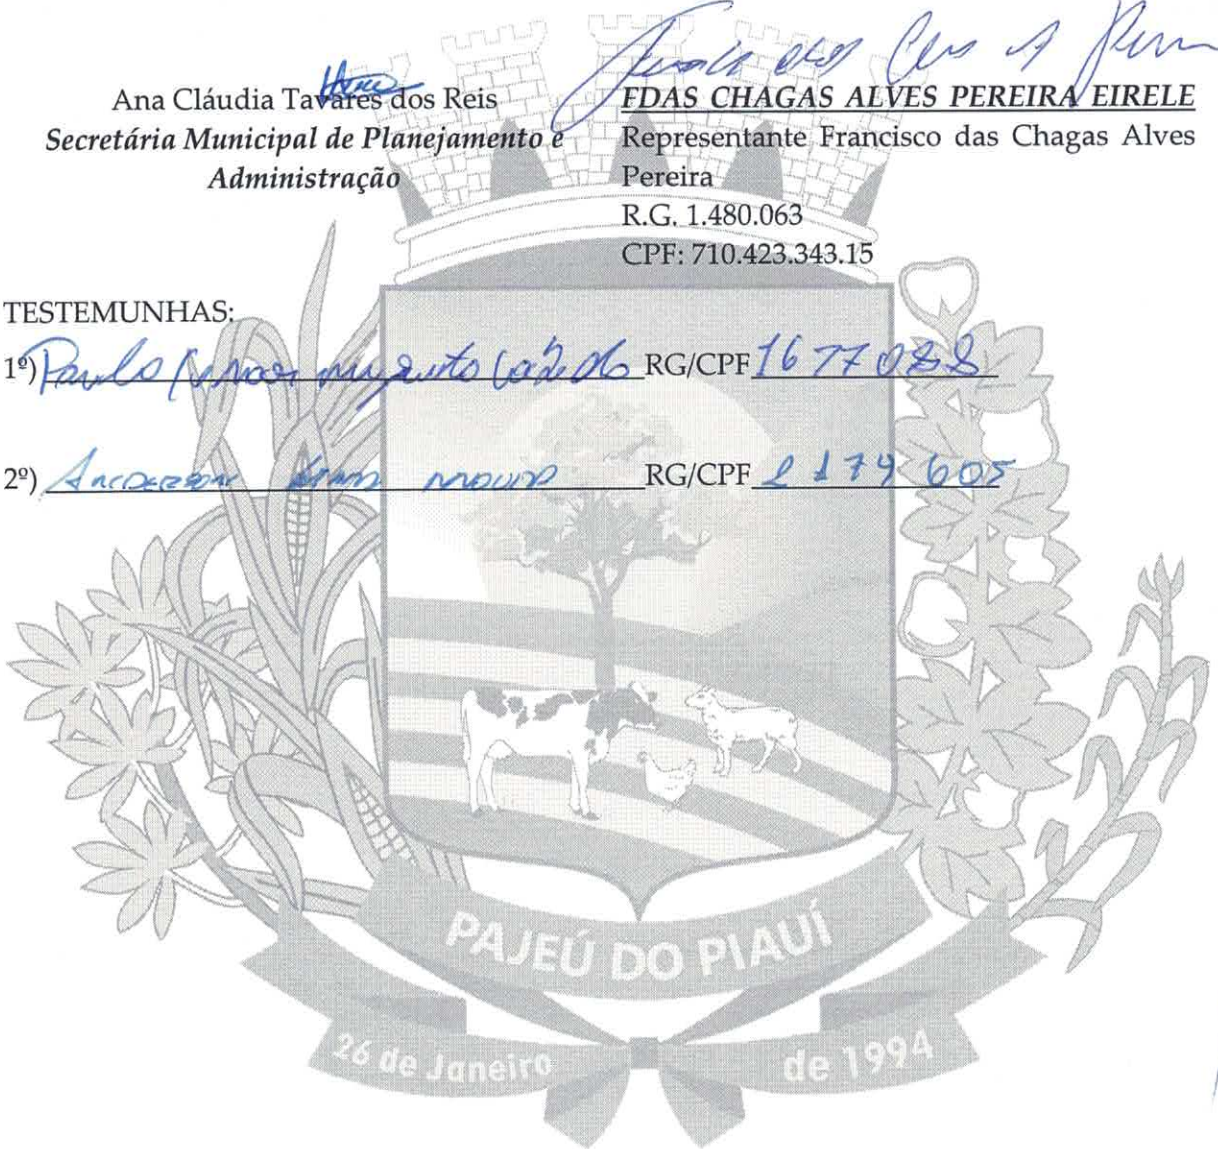 Ana Cláudia Tavares dos Reis
Secretária Municipal de Planejamento e
Administração
FDAS CHAGAS ALVES PEREIRA EIRELE
Representante Francisco das Chagas Alves
Pereira
R.G. 1.480.063
CPF: 710.423.343.15
TESTEMUNHAS:
1º) Paulo RG/CPF 1677088
2º) RG/CPF 2174605
PAJEÚ DO PIAUÍ
26 de Janeiro de 1994